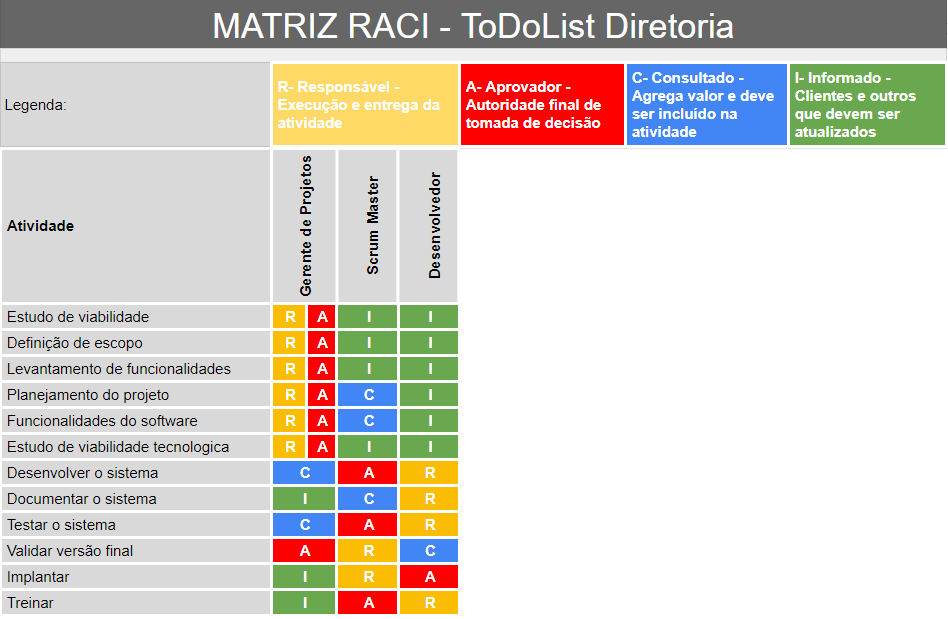 MATRIZ RACI - ToDoList Diretoria
Legenda:
R- Responsável -
Execução e entrega da
atividade
A- Aprovador -
Autoridade final de
tomada de decisão
C- Consultado -
Agrega valor e deve
ser incluído na
atividade
I- Informado -
Clientes e outros
que devem ser
atualizados
Atividade
Gerente de Projetos
Scrum Master
Desenvolvedor
Estudo de viabilidade R A I I
Definição de escopo R A I I
Levantamento de funcionalidades R A I I
Planejamento do projeto R A C I
Funcionalidades do software R A C I
Estudo de viabilidade tecnologica R A I I
Desenvolver o sistema C A R
Documentar o sistema I C R
Testar o sistema C A R
Validar versão final A R C
Implantar I R A
Treinar I A R